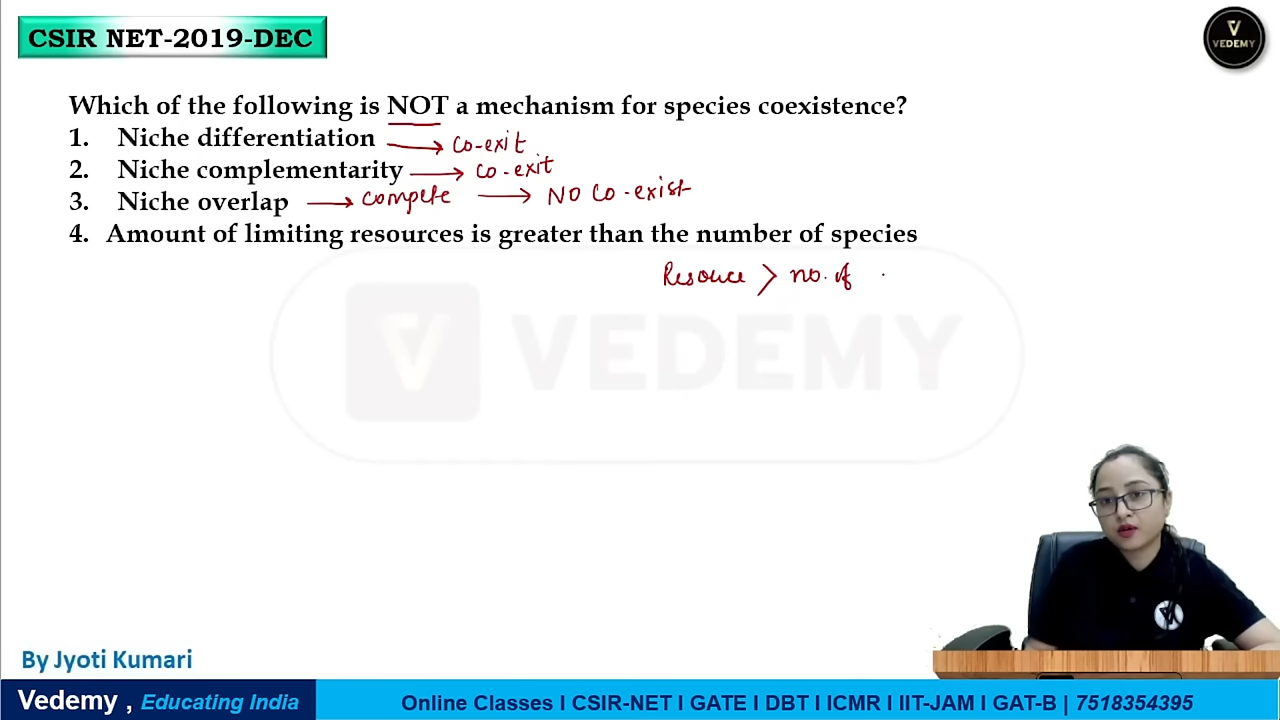 CSIR NET-2019-DEC
VEDEMY
Which of the following is NOT a mechanism for species coexistence?
1. Niche differentiation → co-exit
2. Niche complementarity → co-exit
3. Niche overlap → compete → NO Co-exist
4. Amount of limiting resources is greater than the number of species
Resouce > no. of
VEDEMY
By Jyoti Kumari
Vedemy , Educating India
Online Classes I CSIR-NET I GATE I DBT I ICMR I IIT-JAM I GAT-B | 7518354395